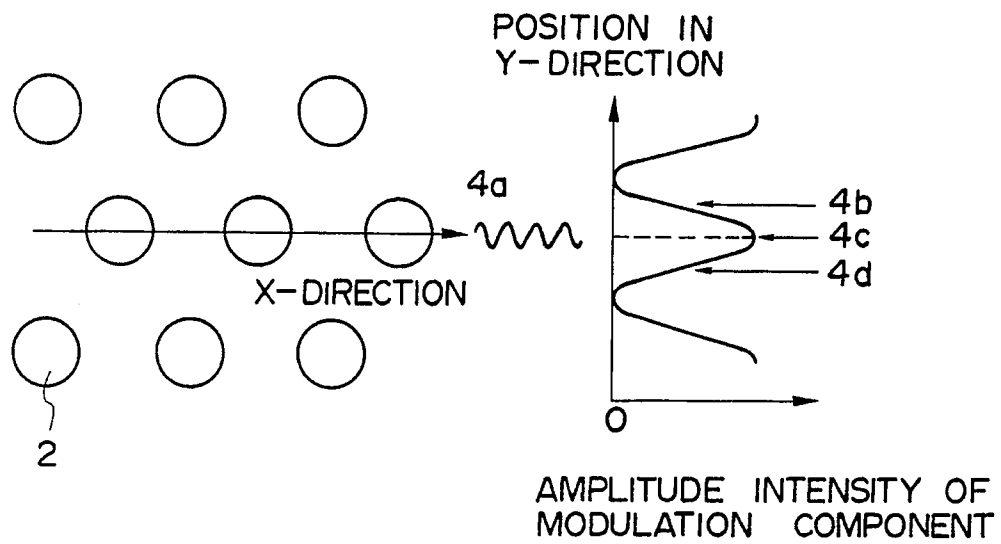 POSITION IN
Y-DIRECTION
4a
4b
4c
4d
X-DIRECTION
2
0
AMPLITUDE INTENSITY OF
MODULATION COMPONENT